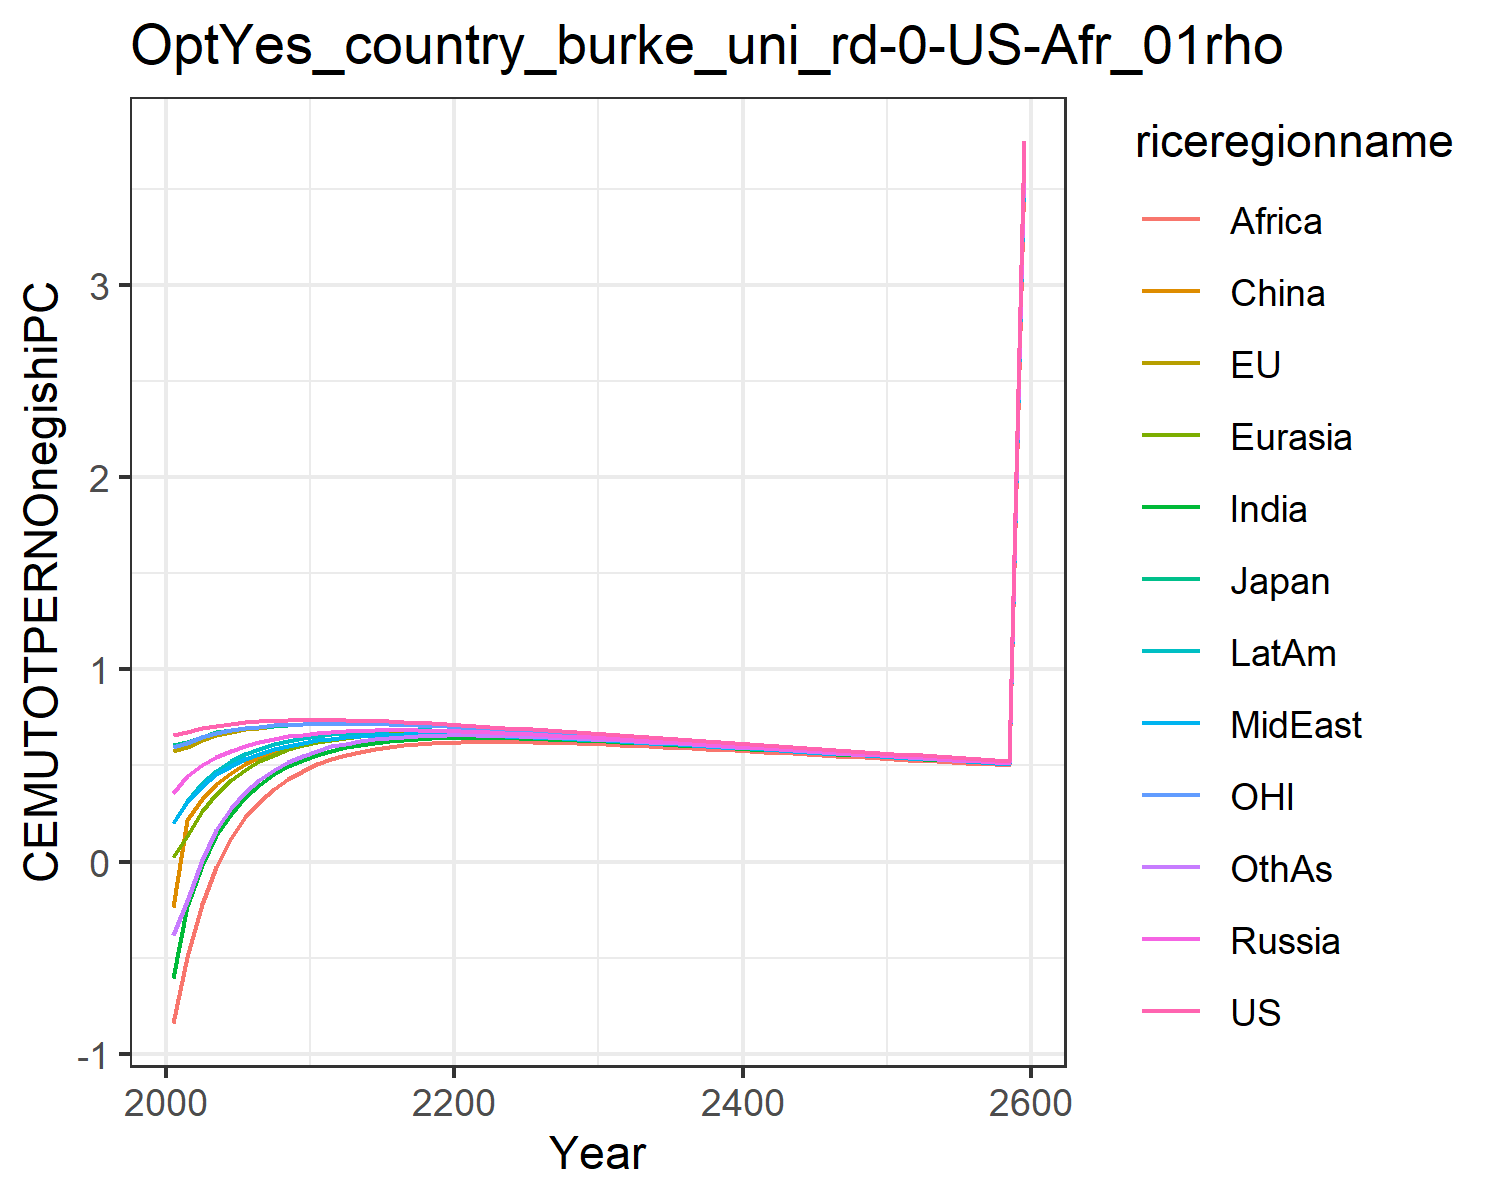 OptYes_country_burke_uni_rd-0-US-Afr_01rho
CEMUTOTPERNOnegishiPC
3
2
1
0
-1
2000
2200
2400
2600
Year
riceregionname
Africa
China
EU
Eurasia
India
Japan
LatAm
MidEast
OHI
OthAs
Russia
US